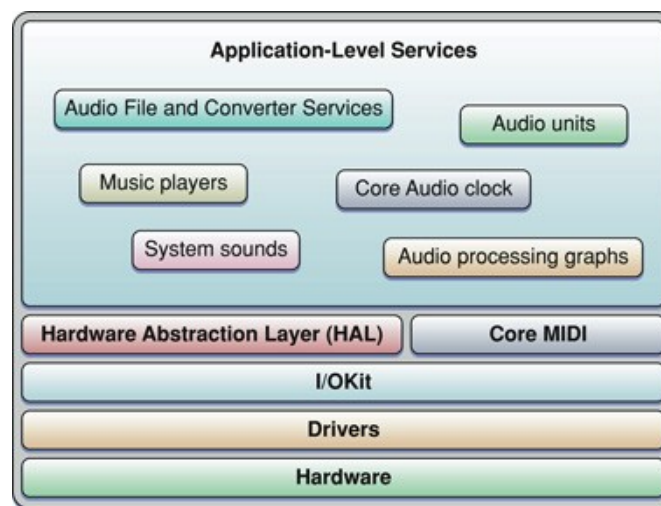 Application-Level Services
Audio File and Converter Services
Audio units
Music players
Core Audio clock
System sounds
Audio processing graphs
Hardware Abstraction Layer (HAL)
Core MIDI
I/OKit
Drivers
Hardware